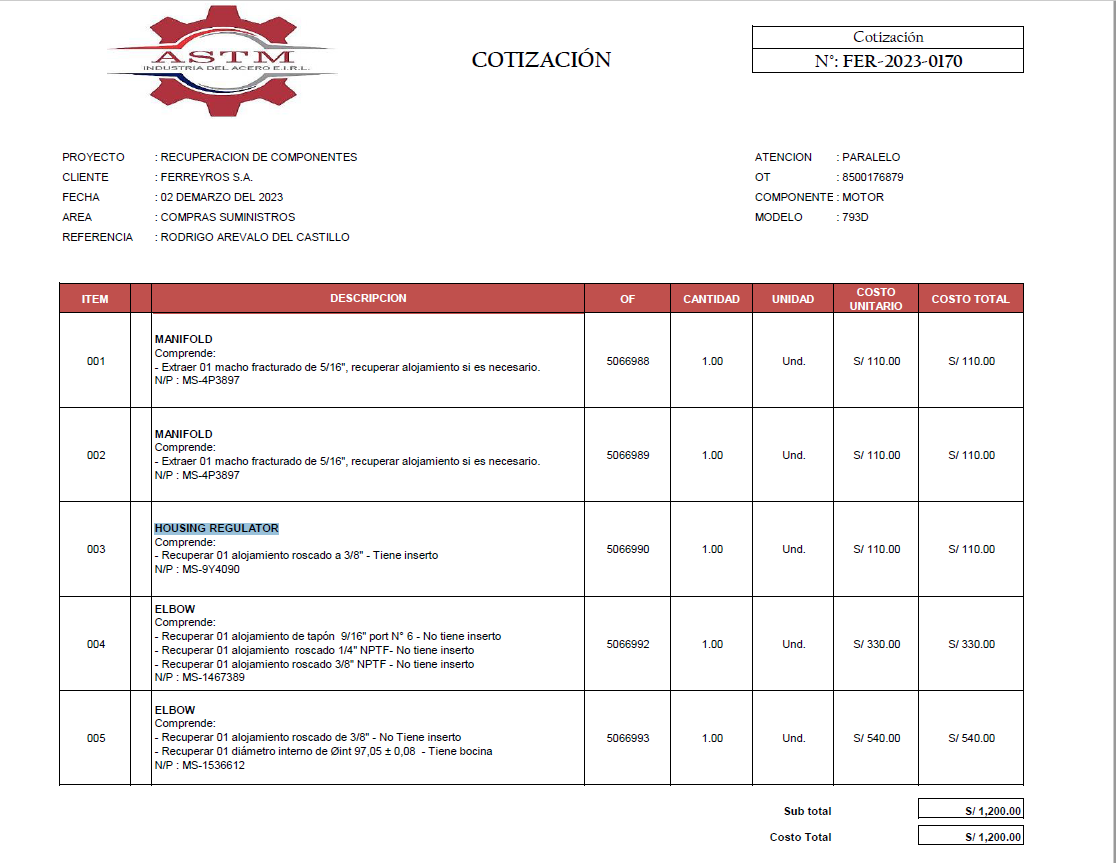 ASTM
INDUSTRIA DEL ACERO E.I.R.L.
COTIZACIÓN
Cotización
N°: FER-2023-0170
PROYECTO : RECUPERACION DE COMPONENTES
CLIENTE : FERREYROS S.A.
FECHA : 02 DEMARZO DEL 2023
AREA : COMPRAS SUMINISTROS
REFERENCIA : RODRIGO AREVALO DEL CASTILLO
ATENCION : PARALELO
OT : 8500176879
COMPONENTE : MOTOR
MODELO : 793D
ITEM DESCRIPCION OF CANTIDAD UNIDAD COSTO UNITARIO COSTO TOTAL
MANIFOLD
Comprende:
001 - Extraer 01 macho fracturado de 5/16", recuperar alojamiento si es necesario. 5066988 1.00 Und. S/ 110.00 S/ 110.00
N/P : MS-4P3897
MANIFOLD
Comprende:
002 - Extraer 01 macho fracturado de 5/16", recuperar alojamiento si es necesario. 5066989 1.00 Und. S/ 110.00 S/ 110.00
N/P : MS-4P3897
HOUSING REGULATOR
Comprende:
003 - Recuperar 01 alojamiento roscado a 3/8" - Tiene inserto 5066990 1.00 Und. S/ 110.00 S/ 110.00
N/P : MS-9Y4090
ELBOW
Comprende:
- Recuperar 01 alojamiento de tapón 9/16" port N° 6 - No tiene inserto
004 - Recuperar 01 alojamiento roscado 1/4" NPTF- No tiene inserto 5066992 1.00 Und. S/ 330.00 S/ 330.00
- Recuperar 01 alojamiento roscado 3/8" NPTF - No tiene inserto
N/P : MS-1467389
ELBOW
Comprende:
005 - Recuperar 01 alojamiento roscado de 3/8" - No Tiene inserto 5066993 1.00 Und. S/ 540.00 S/ 540.00
- Recuperar 01 diámetro interno de Øint 97,05 ± 0,08 - Tiene bocina
N/P : MS-1536612
Sub total S/ 1,200.00
Costo Total S/ 1,200.00